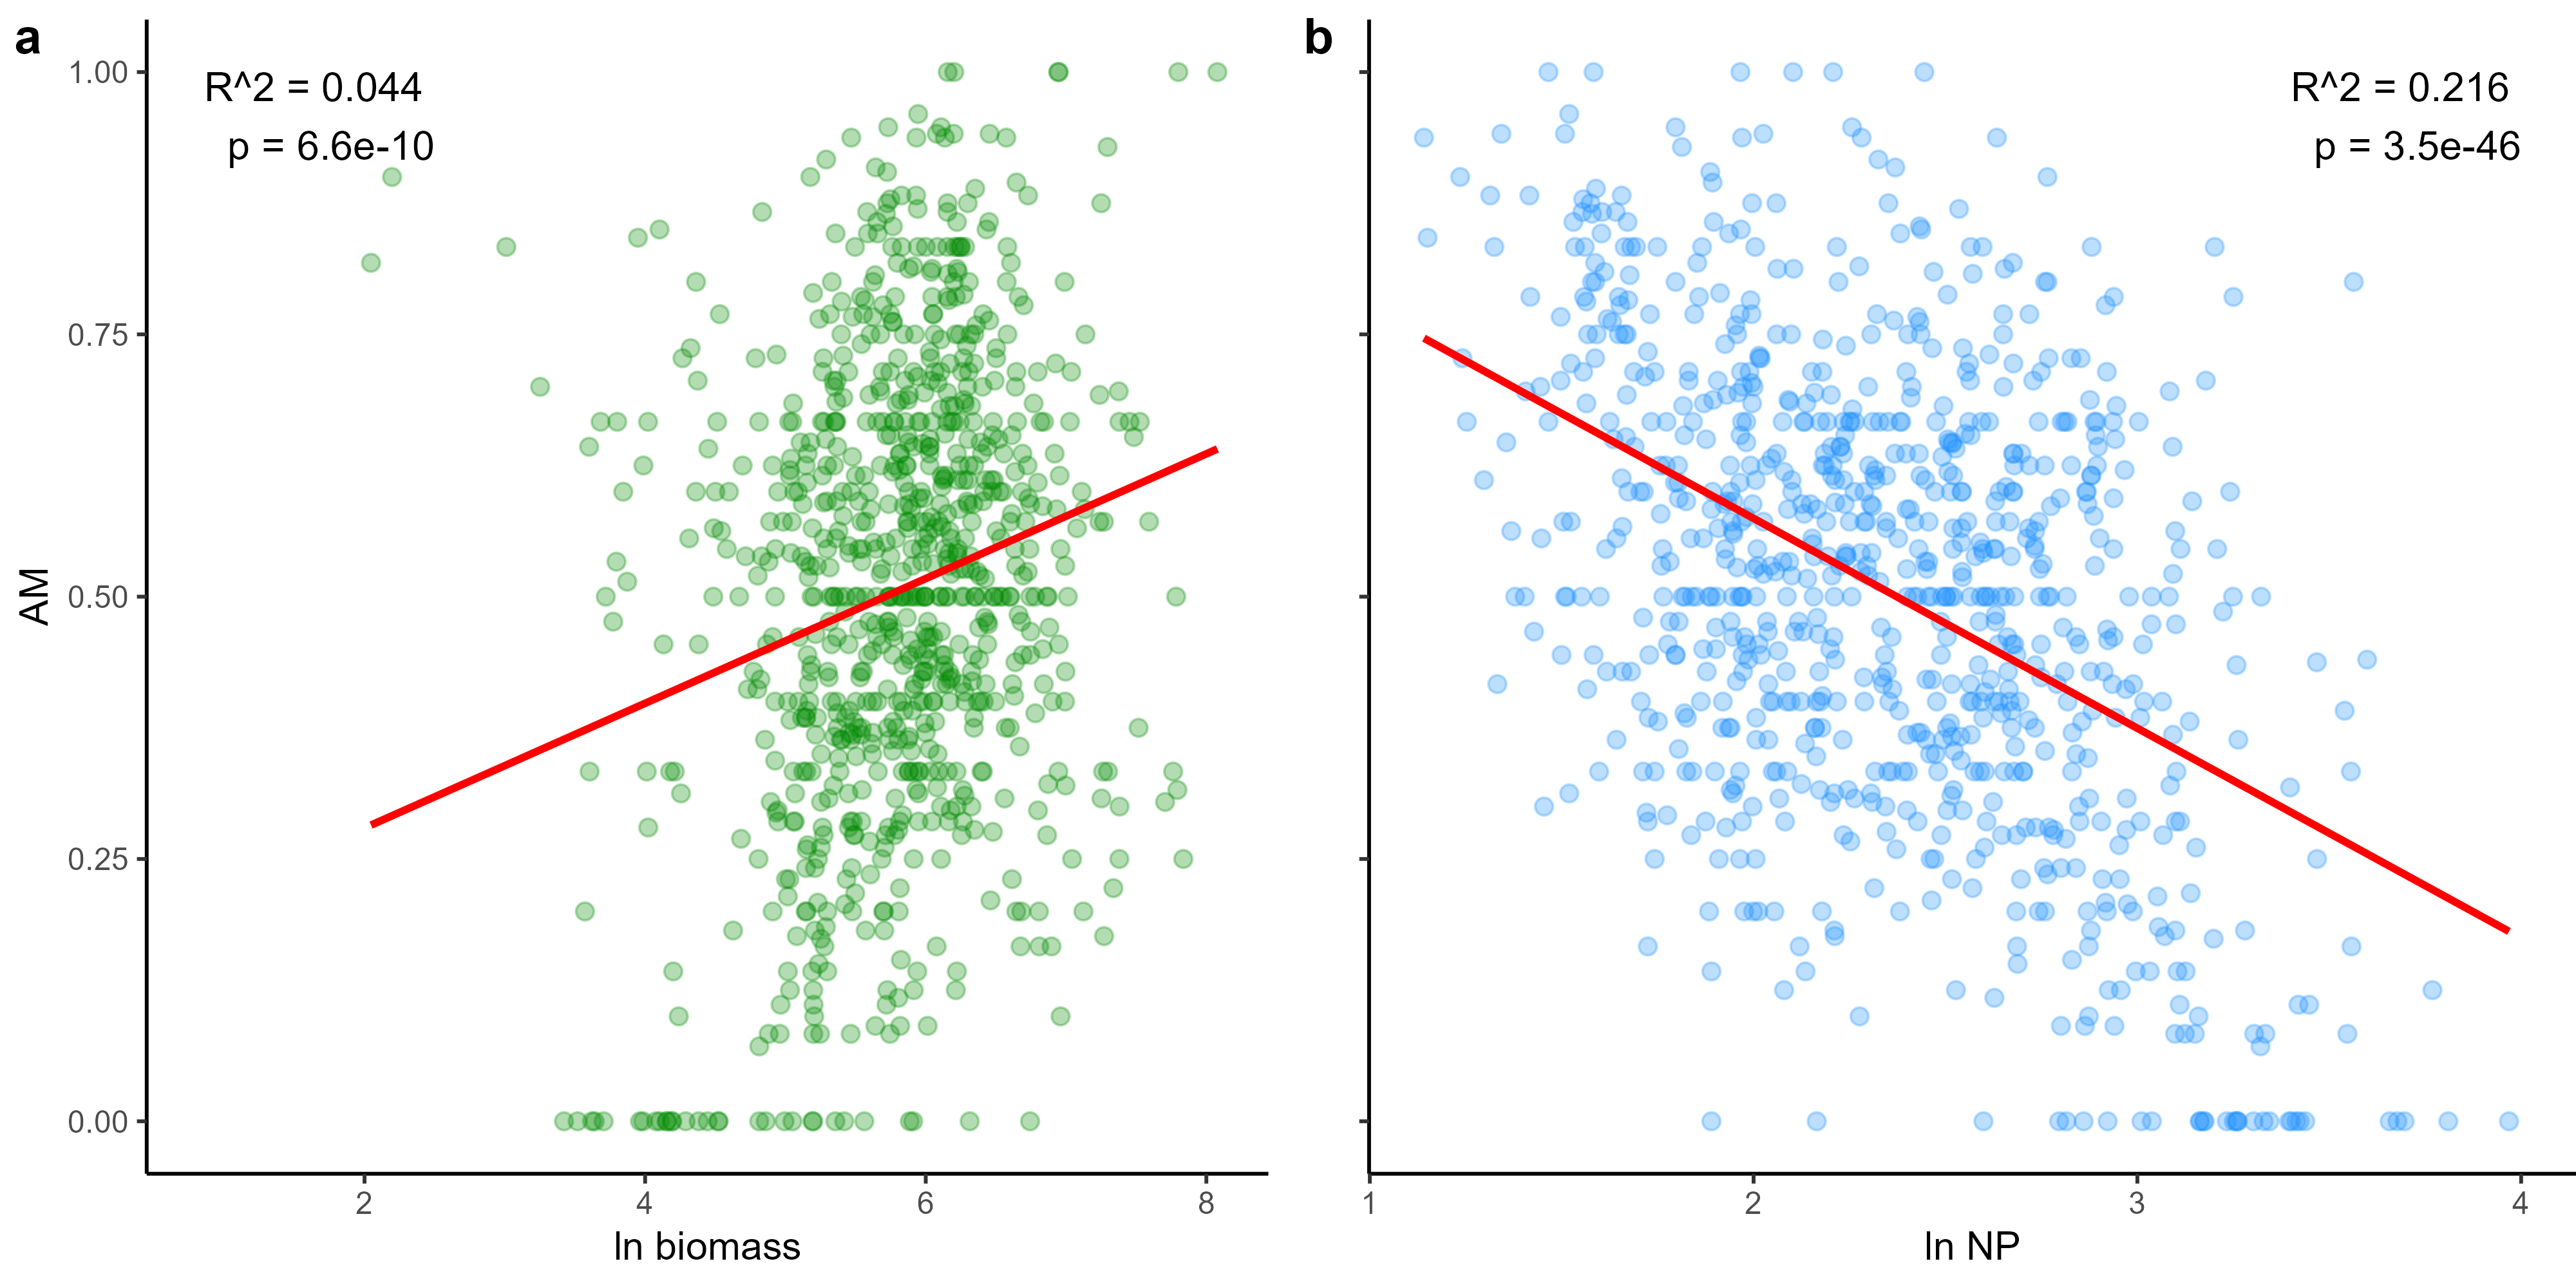 a
R^2 = 0.044
p = 6.6e-10
AM
1.00
0.75
0.50
0.25
0.00
2 4 6 8
ln biomass
b
R^2 = 0.216
p = 3.5e-46
1 2 3 4
ln NP